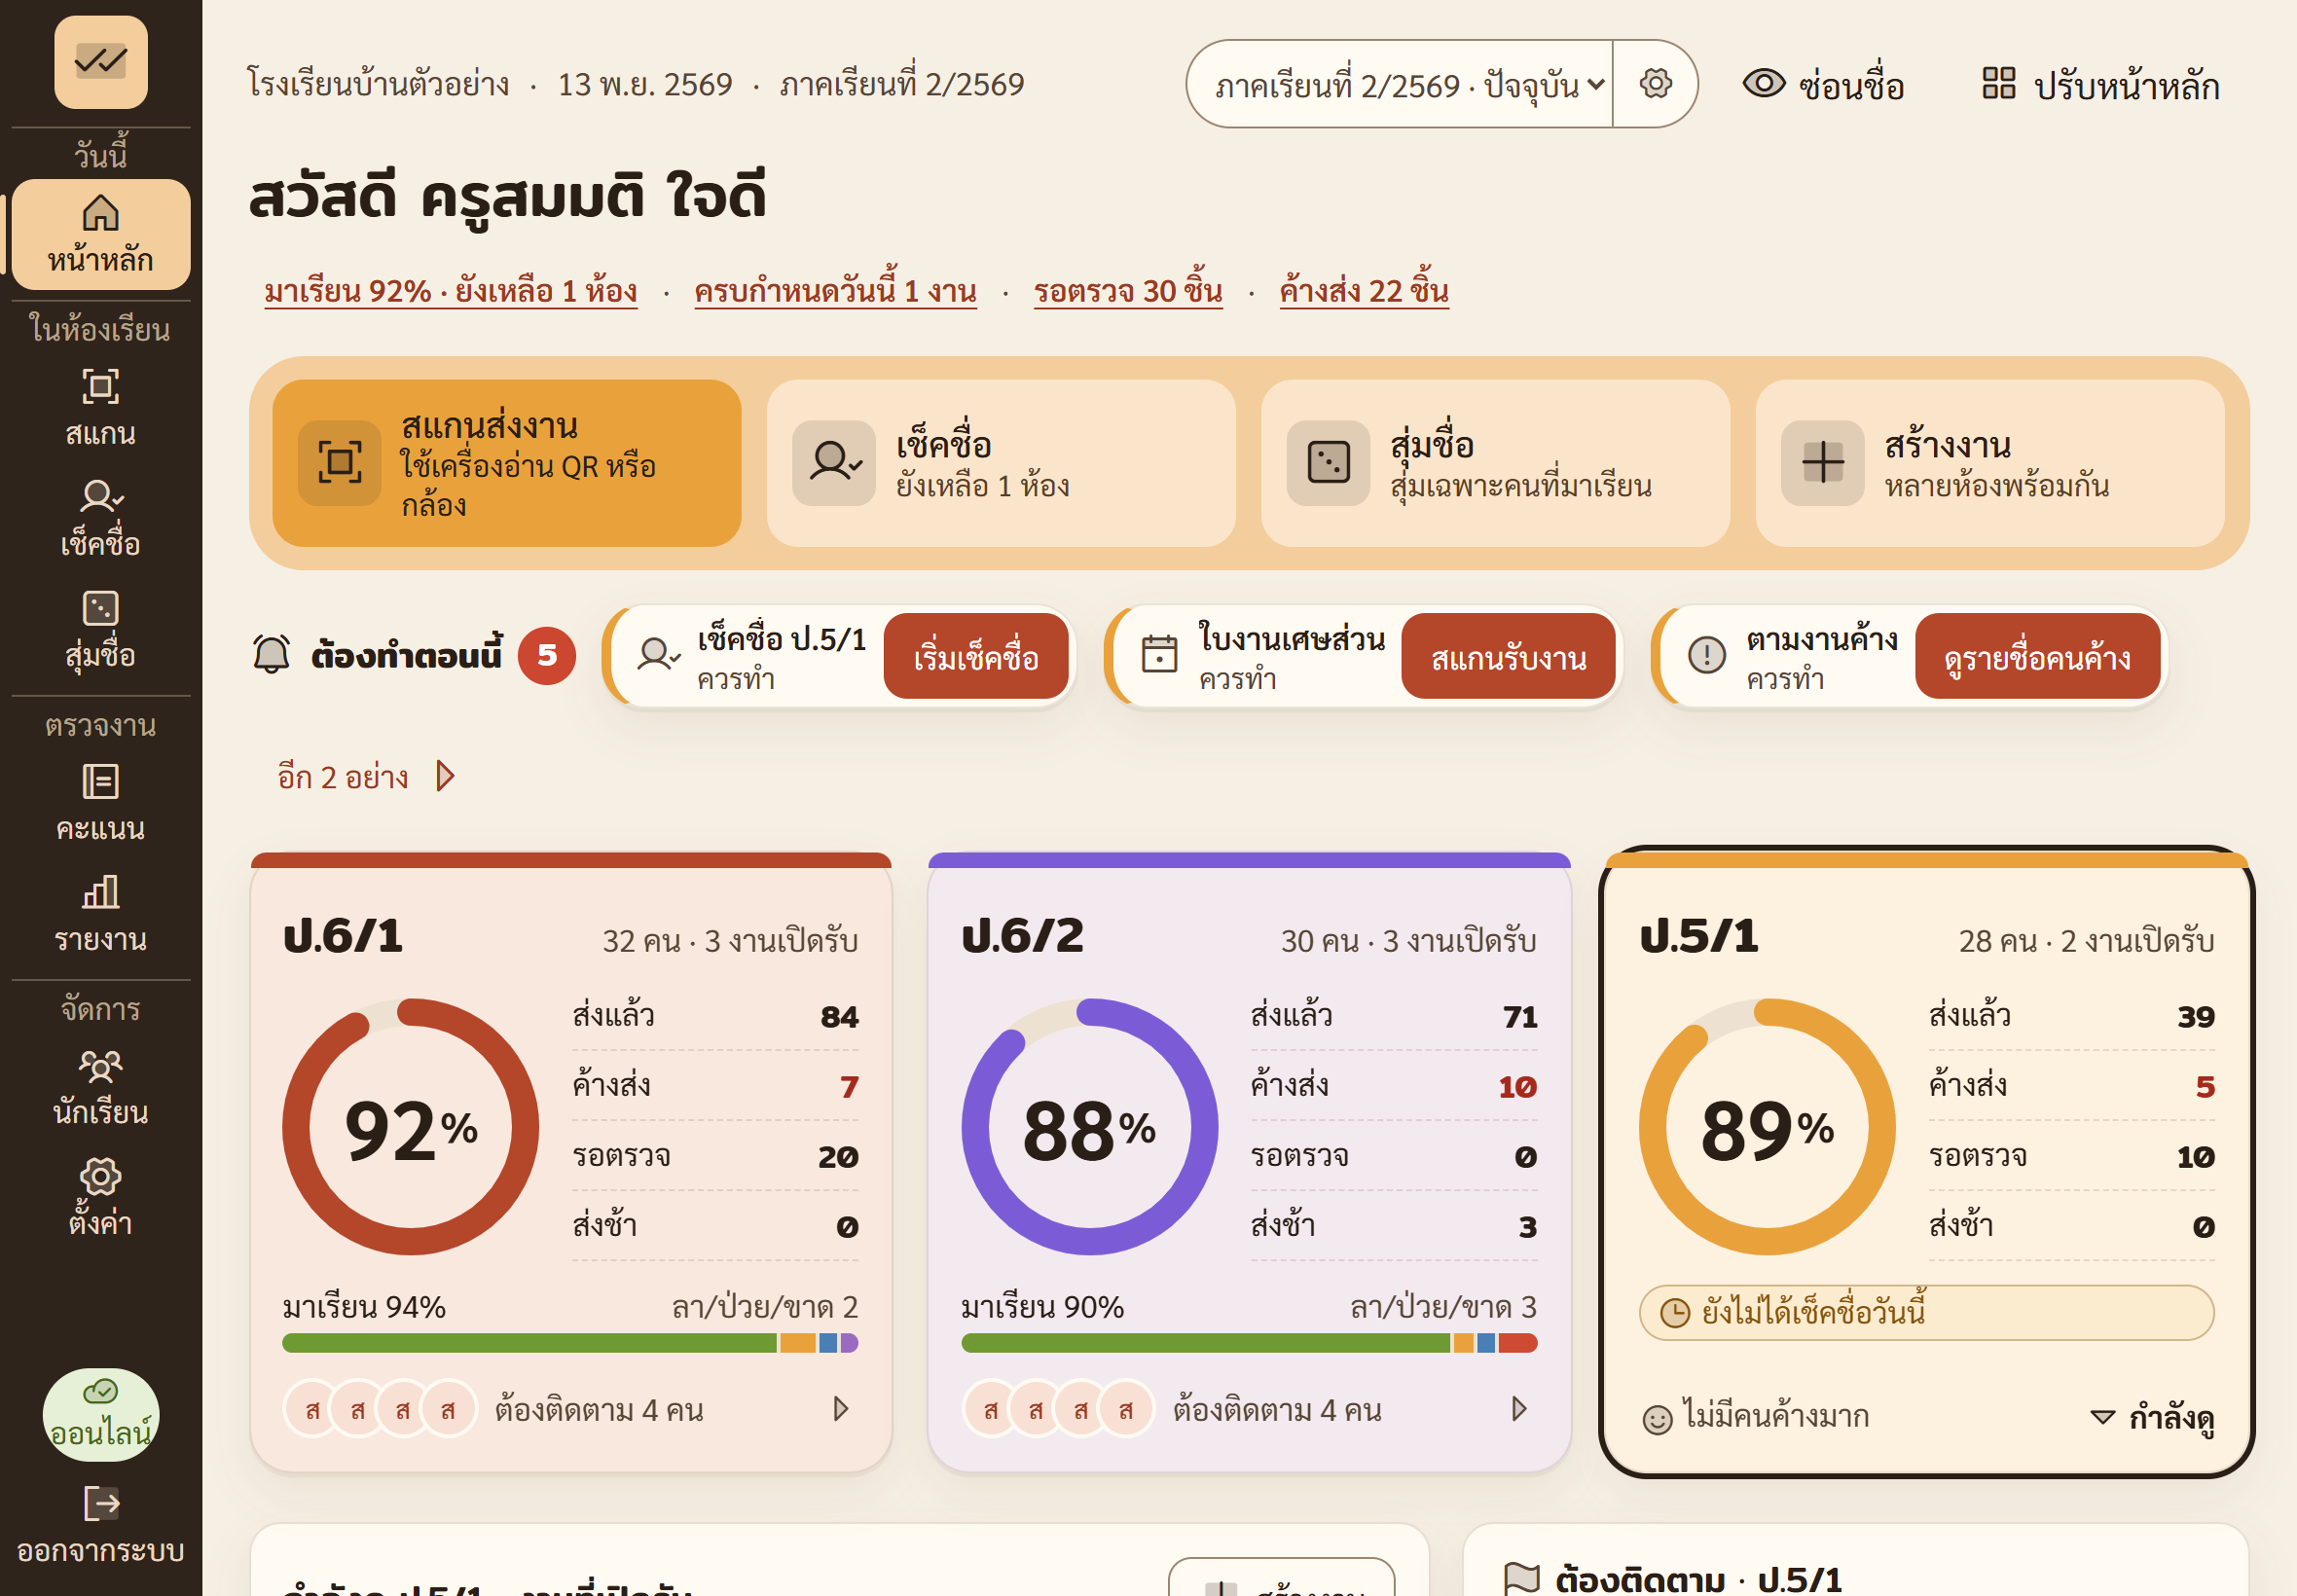 วันนี้
หน้าหลัก
ในห้องเรียน
สแกน
เช็คชื่อ
สุ่มชื่อ
ตรวจงาน
คะแนน
รายงาน
จัดการ
นักเรียน
ตั้งค่า
ออนไลน์
ออกจากระบบ
โรงเรียนบ้านตัวอย่าง · 13 พ.ย. 2569 · ภาคเรียนที่ 2/2569
ภาคเรียนที่ 2/2569 · ปัจจุบัน
ซ่อนชื่อ
ปรับหน้าหลัก
สวัสดี ครูสมมติ ใจดี
มาเรียน 92% · ยังเหลือ 1 ห้อง · ครบกำหนดวันนี้ 1 งาน · รอตรวจ 30 ชิ้น · ค้างส่ง 22 ชิ้น
สแกนส่งงาน
ใช้เครื่องอ่าน QR หรือ
กล้อง
เช็คชื่อ
ยังเหลือ 1 ห้อง
สุ่มชื่อ
สุ่มเฉพาะคนที่มาเรียน
สร้างงาน
หลายห้องพร้อมกัน
ต้องทำตอนนี้ 5
เช็คชื่อ ป.5/1
ควรทำ
เริ่มเช็คชื่อ
ใบงานเศษส่วน
ควรทำ
สแกนรับงาน
ตามงานค้าง
ควรทำ
ดูรายชื่อคนค้าง
อีก 2 อย่าง
ป.6/1
32 คน · 3 งานเปิดรับ
92%
ส่งแล้ว 84
ค้างส่ง 7
รอตรวจ 20
ส่งช้า 0
มาเรียน 94%
ลา/ป่วย/ขาด 2
ส ส ส ส
ต้องติดตาม 4 คน
ป.6/2
30 คน · 3 งานเปิดรับ
88%
ส่งแล้ว 71
ค้างส่ง 10
รอตรวจ 0
ส่งช้า 3
มาเรียน 90%
ลา/ป่วย/ขาด 3
ส ส ส ส
ต้องติดตาม 4 คน
ป.5/1
28 คน · 2 งานเปิดรับ
89%
ส่งแล้ว 39
ค้างส่ง 5
รอตรวจ 10
ส่งช้า 0
ยังไม่ได้เช็คชื่อวันนี้
ไม่มีคนค้างมาก
กำลังดู
กำลังดู ป.5/1 · งานที่เปิดรับ
สร้างงาน
ต้องติดตาม · ป.5/1